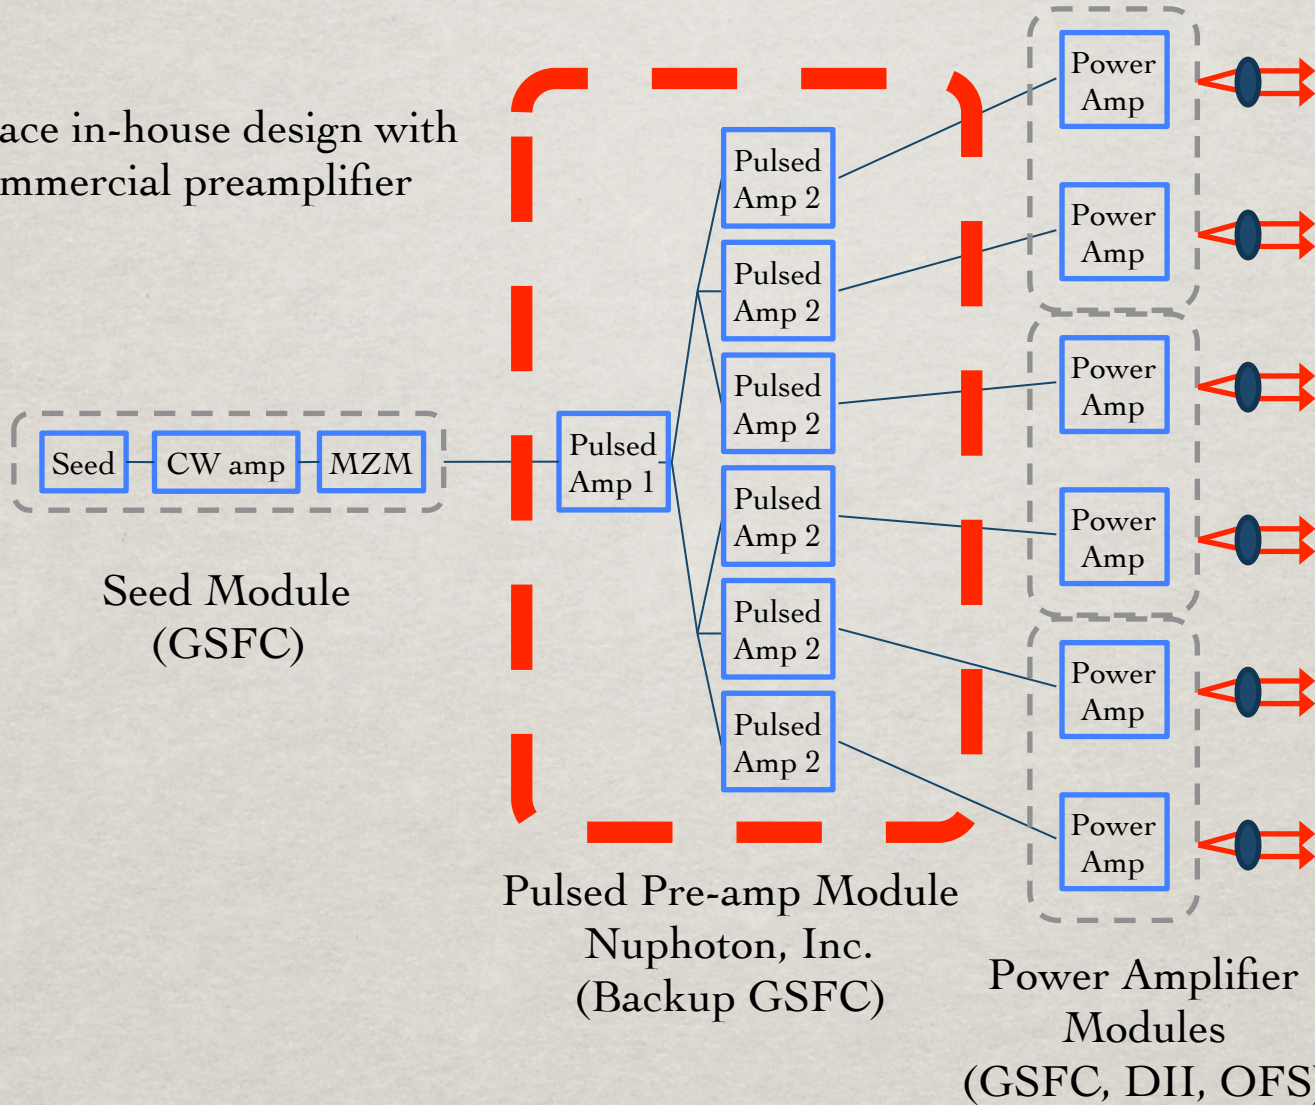 ace in-house design with
mmercial preamplifier
Seed
CW amp
MZM
Seed Module
(GSFC)
Pulsed
Amp 1
Pulsed
Amp 2
Pulsed
Amp 2
Pulsed
Amp 2
Pulsed
Amp 2
Pulsed
Amp 2
Pulsed
Amp 2
Pulsed Pre-amp Module
Nuphoton, Inc.
(Backup GSFC)
Power
Amp
Power
Amp
Power
Amp
Power
Amp
Power
Amp
Power
Amp
Power Amplifier
Modules
(GSFC, DII, OFS)